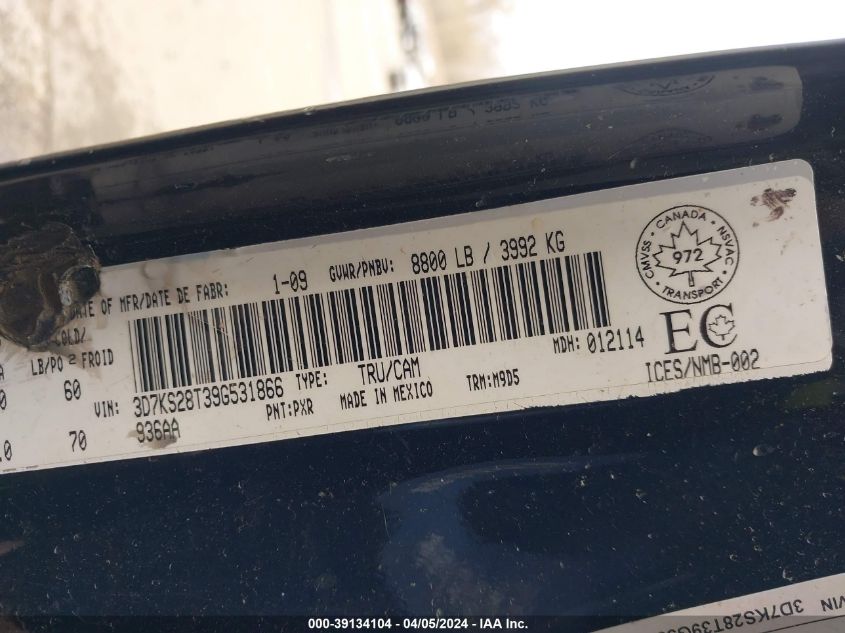 DATE OF MFR/DATE DE FABR: 1-09 GVWR/PNBV: 8800 LB / 3992 KG
LB/PO 2 FROID
60
70
VIN: 3D7KS28T39G531866 TYPE: TRU/CAM MDH: 012114
936AA PNT:PXR MADE IN MEXICO TRM:M9D5
CMVSS • CANADA • NSVAC • TRANSPORT •
972
EC
ICES/NMB-002
VIN 3D7KS28T39G
000-39134104 - 04/05/2024 - IAA Inc.